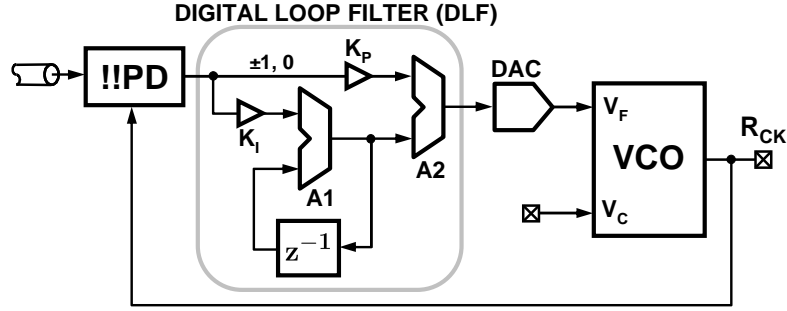 DIGITAL LOOP FILTER (DLF)
!!PD
±1, 0
K_P
K_I
A1
A2
z^{-1}
DAC
V_F
VCO
V_C
R_CK